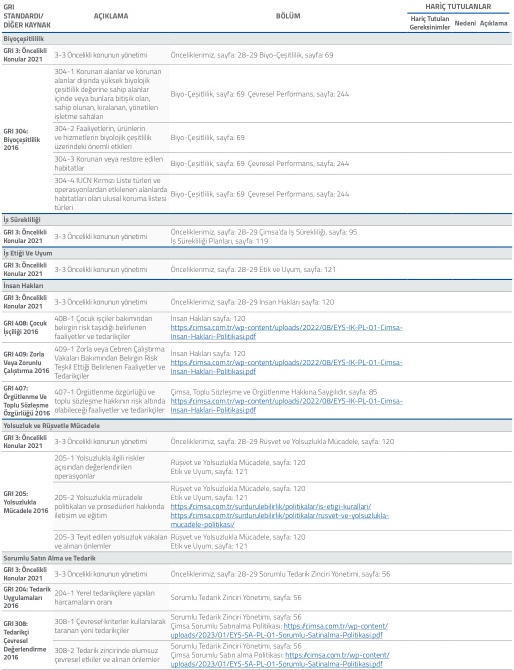 GRI
STANDARDI/
DİĞER KAYNAK
AÇIKLAMA
BÖLÜM
HARİÇ TUTULANLAR
Hariç Tutulan
Gereksinimler
Nedeni
Açıklama
Biyoçeşitlilik
GRI 3: Öncelikli
Konular 2021
3-3 Öncelikli konunun yönetimi
Önceliklerimiz, sayfa: 28-29 Biyo-Çeşitlilik, sayfa: 69
GRI 304:
Biyoçeşitlilik
2016
304-1 Korunan alanlar ve korunan
alanlar dışında yüksek biyolojik
çeşitlilik değerine sahip alanlar
içinde veya bunlara bitişik olan,
sahip olunan, kiralanan, yönetilen
işletme sahaları
Biyo-Çeşitlilik, sayfa: 69 Çevresel Performans, sayfa: 244
304-2 Faaliyetlerin, ürünlerin
ve hizmetlerin biyolojik çeşitlilik
üzerindeki önemli etkileri
Biyo-Çeşitlilik, sayfa: 69
304-3 Korunan veya restore edilen
habitatlar
Biyo-Çeşitlilik, sayfa: 69 Çevresel Performans, sayfa: 244
304-4 IUCN Kırmızı Liste türleri ve
operasyonlardan etkilenen alanlarda
habitatları olan ulusal koruma listesi
türleri
Biyo-Çeşitlilik, sayfa: 69 Çevresel Performans, sayfa: 244
İş Sürekliliği
GRI 3: Öncelikli
Konular 2021
3-3 Öncelikli konunun yönetimi
Önceliklerimiz, sayfa: 28-29 Çimsa'da İş Sürekliliği, sayfa: 95
İş Sürekliliği Planları, sayfa: 119
İş Etiği Ve Uyum
GRI 3: Öncelikli
Konular 2021
3-3 Öncelikli konunun yönetimi
Önceliklerimiz, sayfa: 28-29 Etik ve Uyum, sayfa: 121
İnsan Hakları
GRI 3: Öncelikli
Konular 2021
3-3 Öncelikli konunun yönetimi
Önceliklerimiz, sayfa: 28-29 İnsan Hakları sayfa: 120
GRI 408: Çocuk
İşçiliği 2016
408-1 Çocuk işçiler bakımından
belirgin risk taşıdığı belirlenen
faaliyetler ve tedarikçiler
İnsan Hakları sayfa: 120
https://cimsa.com.tr/wp-content/uploads/2022/08/EYS-IK-PL-01-Cimsa-
Insan-Haklari-Politikasi.pdf
GRI 409: Zorla
Veya Zorunlu
Çalıştırma 2016
409-1 Zorla veya Cebren Çalıştırma
Vakaları Bakımından Belirgin Risk
Teşkil Ettiği Belirlenen Faaliyetler ve
Tedarikçiler
İnsan Hakları sayfa: 120
https://cimsa.com.tr/wp-content/uploads/2022/08/EYS-IK-PL-01-Cimsa-
Insan-Haklari-Politikasi.pdf
GRI 407:
Örgütlenme Ve
Toplu Sözleşme
Özgürlüğü 2016
407-1 Örgütlenme özgürlüğü ve
toplu sözleşme hakkının risk altında
olabileceği faaliyetler ve tedarikçiler
Çimsa, Toplu Sözleşme ve Örgütlenme Hakkına Saygılıdır, sayfa: 85
https://cimsa.com.tr/wp-content/uploads/2022/08/EYS-IK-PL-01-Cimsa-
Insan-Haklari-Politikasi.pdf
Yolsuzluk ve Rüşvetle Mücadele
GRI 3: Öncelikli
Konular 2021
3-3 Öncelikli konunun yönetimi
Önceliklerimiz, sayfa: 28-29 Rüşvet ve Yolsuzlukla Mücadele, sayfa: 120
GRI 205:
Yolsuzlukla
Mücadele 2016
205-1 Yolsuzlukla ilgili riskler
açısından değerlendirilen
operasyonlar
Rüşvet ve Yolsuzlukla Mücadele, sayfa: 120
Etik ve Uyum, sayfa: 121
205-2 Yolsuzlukla mücadele
politikaları ve prosedürleri hakkında
iletişim ve eğitim
Rüşvet ve Yolsuzlukla Mücadele, sayfa: 120
Etik ve Uyum, sayfa: 121
https://cimsa.com.tr/surdurulebilirlik/politikalar/is-etigi-kurallari/
https://cimsa.com.tr/surdurulebilirlik/politikalar/rusvet-ve-yolsuzlukla-
mucadele-politikasi/
205-3 Teyit edilen yolsuzluk vakaları
ve alınan önlemler
Rüşvet ve Yolsuzlukla Mücadele, sayfa: 120
Etik ve Uyum, sayfa: 121
Sorumlu Satın Alma ve Tedarik
GRI 3: Öncelikli
Konular 2021
3-3 Öncelikli konunun yönetimi
Önceliklerimiz, sayfa: 28-29 Sorumlu Tedarik Zinciri Yönetimi, sayfa: 56
GRI 204: Tedarik
Uygulamaları
2016
204-1 Yerel tedarikçilere yapılan
harcamaların oranı
Sorumlu Tedarik Zinciri Yönetimi, sayfa: 56
GRI 308:
Tedarikçi
Çevresel
Değerlendirme
2016
308-1 Çevresel kriterler kullanılarak
taranan yeni tedarikçiler
Sorumlu Tedarik Zinciri Yönetimi, sayfa: 56
Çimsa Sorumlu Satınalma Politikası: https://cimsa.com.tr/wp-content/
uploads/2023/01/EYS-SA-PL-01-Sorumlu-Satinalma-Politikasi.pdf
308-2 Tedarik zincirinde olumsuz
çevresel etkiler ve alınan önlemler
Sorumlu Tedarik Zinciri Yönetimi, sayfa: 56
Çimsa Sorumlu Satın alma Politikası: https://cimsa.com.tr/wp-content/
uploads/2023/01/EYS-SA-PL-01-Sorumlu-Satinalma-Politikasi.pdf